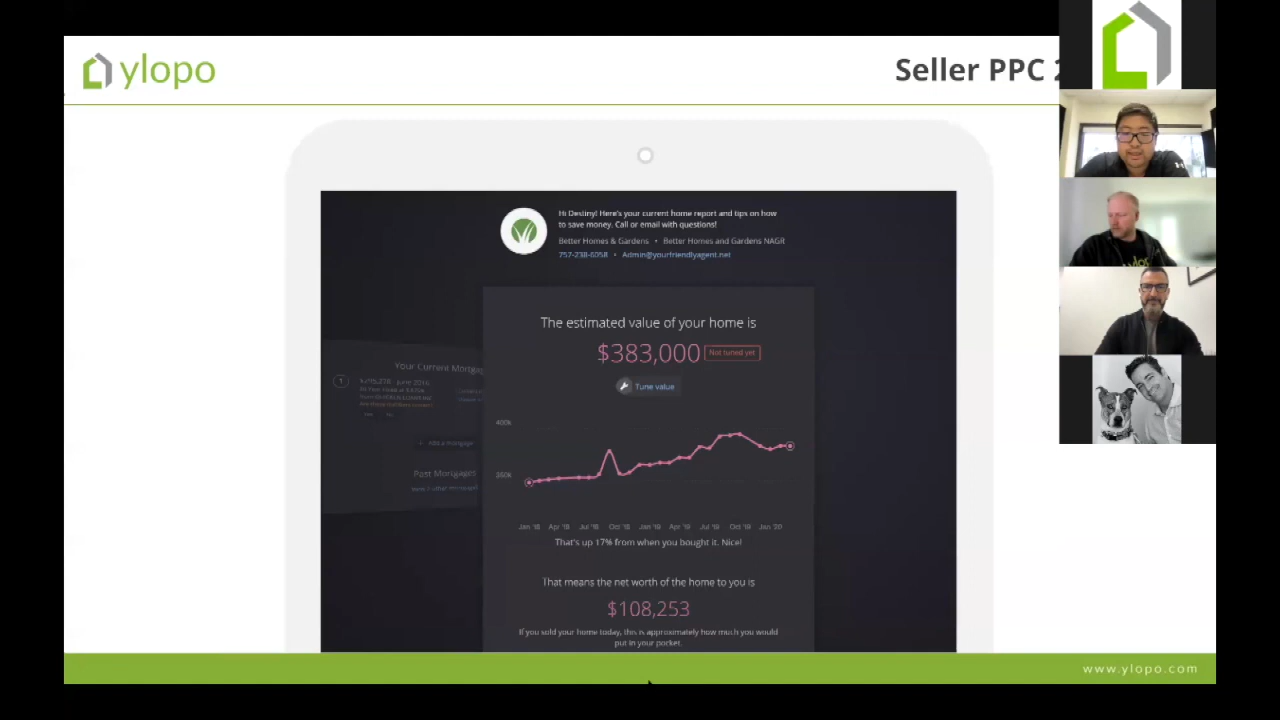 ylopo
Seller PPC
Hi Destiny! Here's your current home report and tips on how
to save money. Call or email with questions!
Better Homes & Gardens • Better Homes and Gardens NAGR
757-238-6058 • Admin@yourfriendlyagent.net
The estimated value of your home is
$383,000 Not tuned yet
Tune value
Your Current Mortgag
1
June 2016
400k
350k
Add a mortgage
Past Mortgages
Jan '18 Apr '18 Jul '18 Oct '18 Jan '19 Apr '19 Jul '19 Oct '19 Jan '20
That's up 17% from when you bought it. Nice!
That means the net worth of the home to you is
$108,253
If you sold your home today, this is approximately how much you would
put in your pocket.
www.ylopo.com